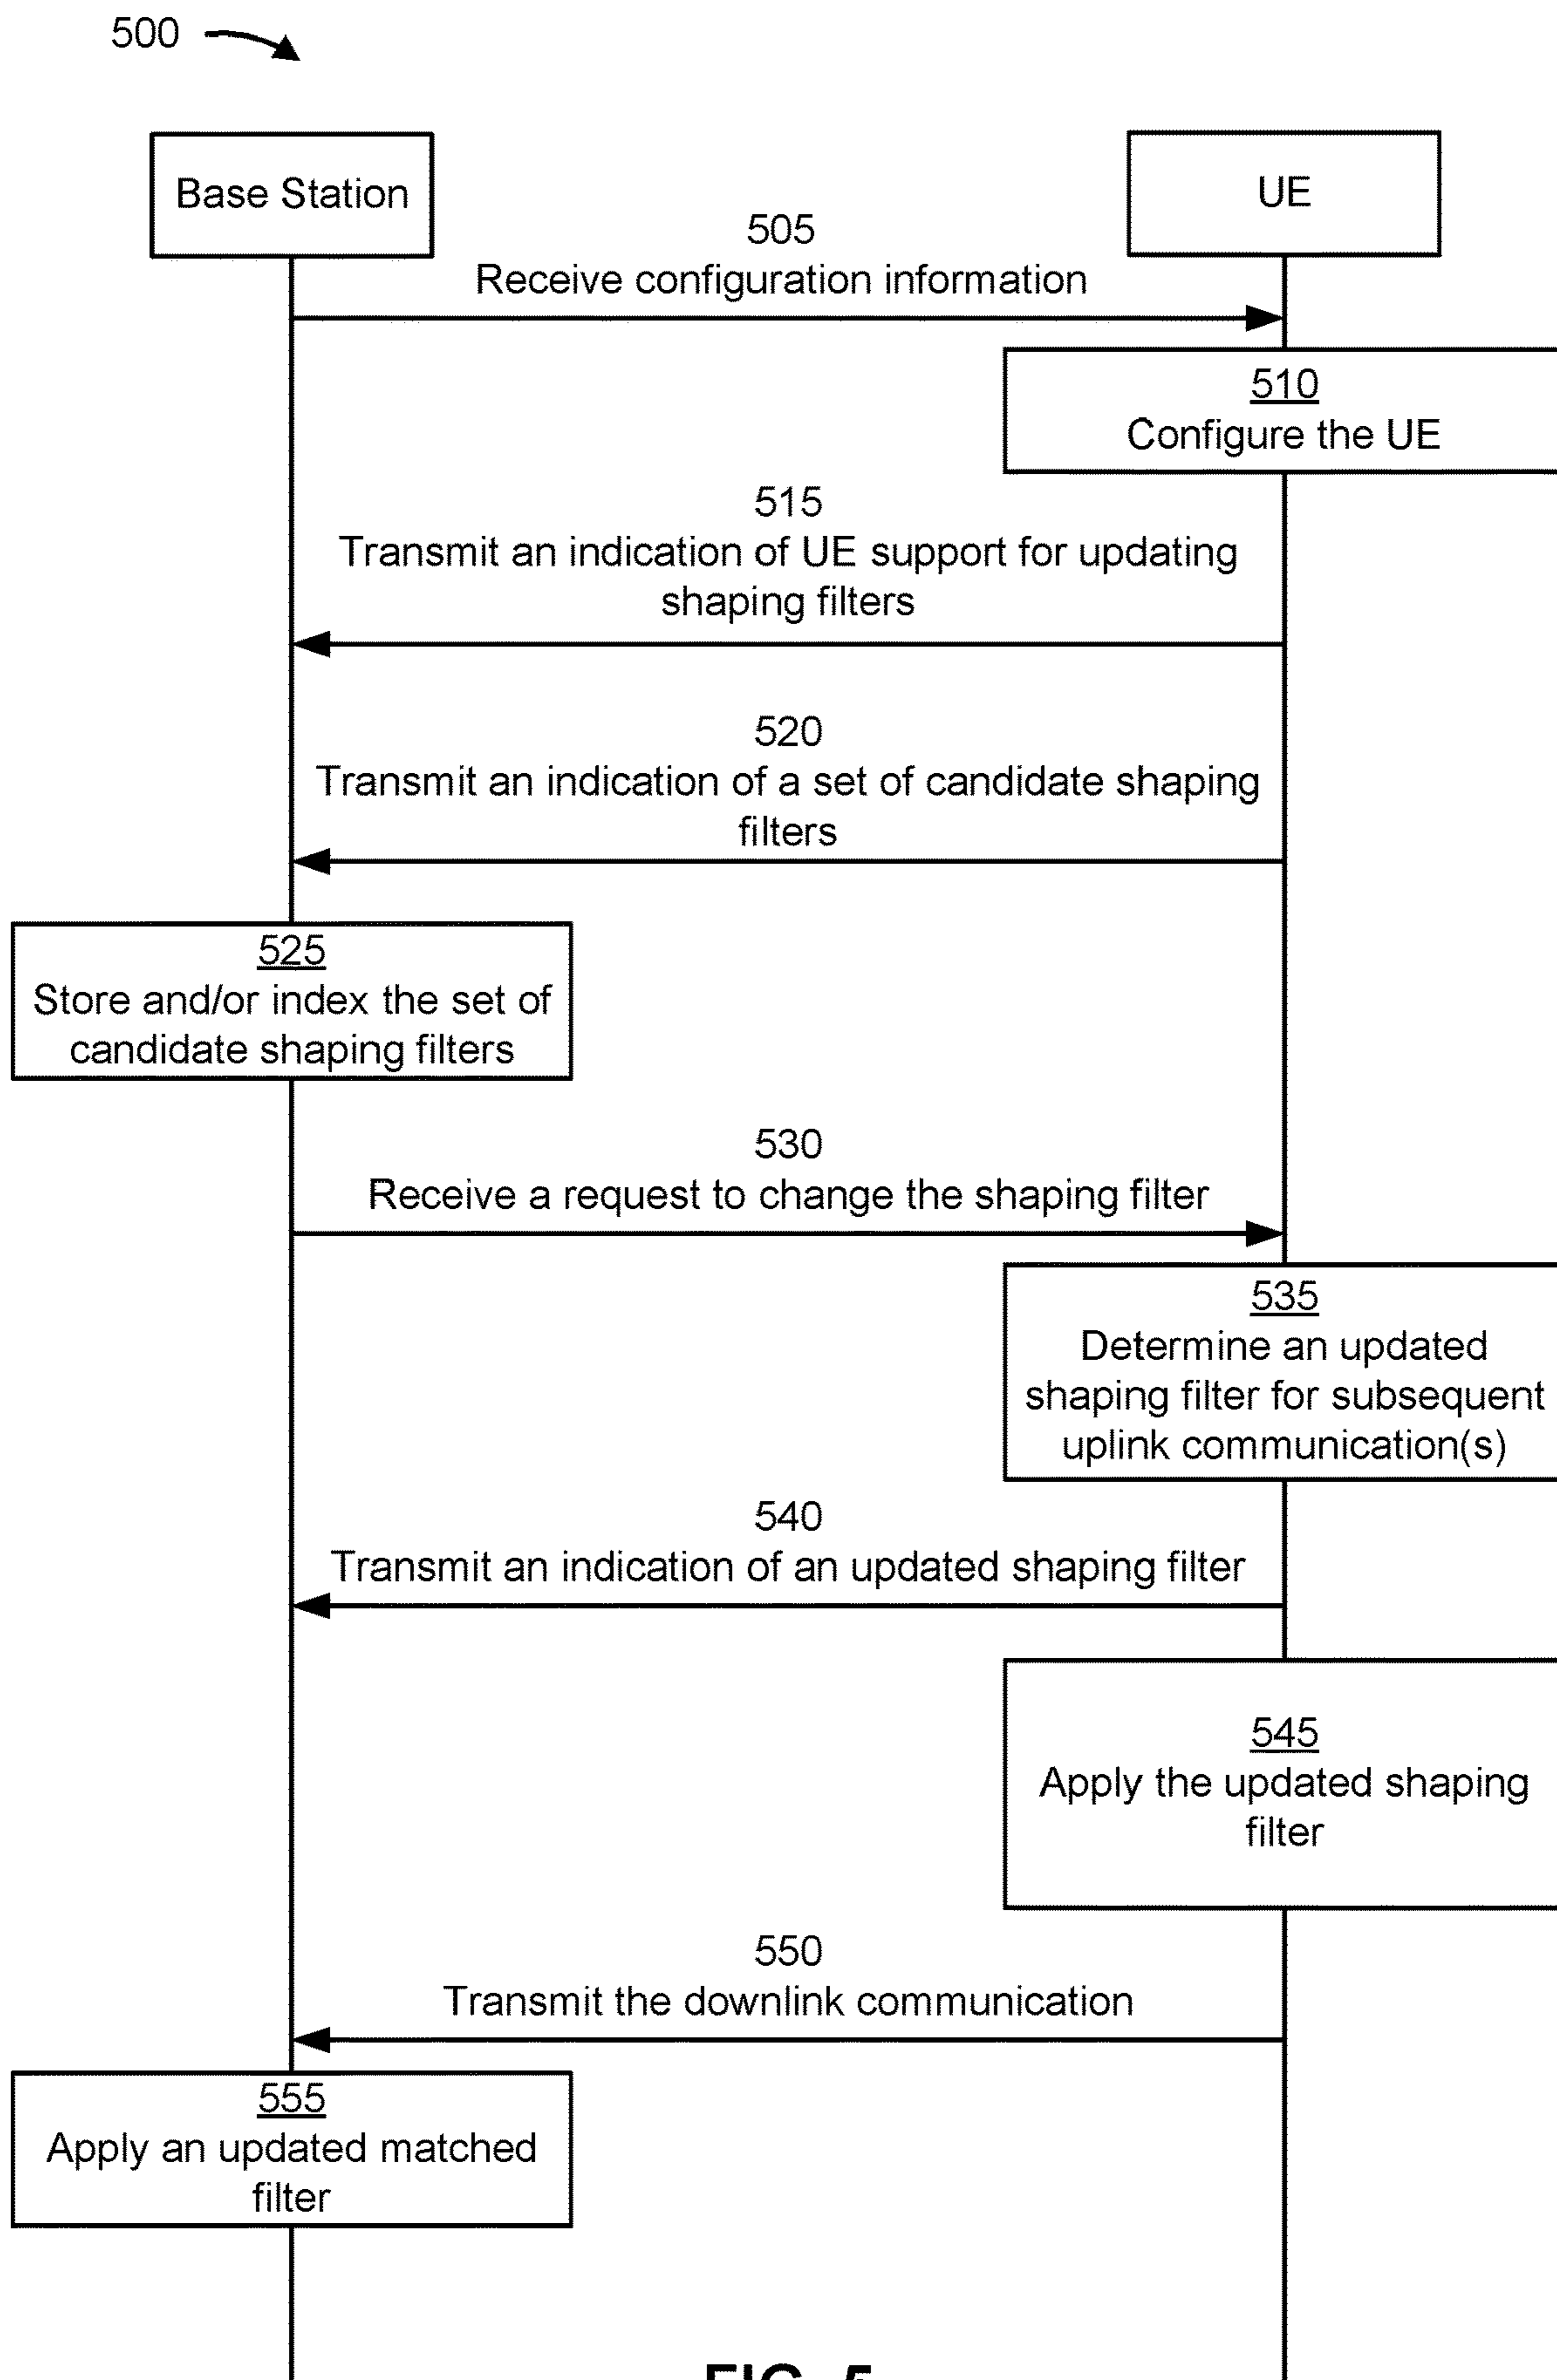 500
Base Station
UE
505
Receive configuration information
510
Configure the UE
515
Transmit an indication of UE support for updating
shaping filters
520
Transmit an indication of a set of candidate shaping
filters
525
Store and/or index the set of
candidate shaping filters
530
Receive a request to change the shaping filter
535
Determine an updated
shaping filter for subsequent
uplink communication(s)
540
Transmit an indication of an updated shaping filter
545
Apply the updated shaping
filter
550
Transmit the downlink communication
555
Apply an updated matched
filter
FIG. 5